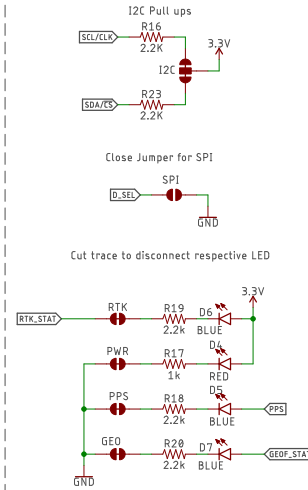 I2C Pull ups
R16
SCL/CLK
2.2K
3.3V
I2C
R23
SDA/CS
2.2K
Close Jumper for SPI
SPI
D_SEL
GND
Cut trace to disconnect respective LED
3.3V
RTK R19 D6
RTK_STAT
2.2k BLUE
PWR R17 D4
1k RED
PPS R18 D5
PPS
2.2k BLUE
GEO R20 D7
GEOF_STAT
2.2k BLUE
GND